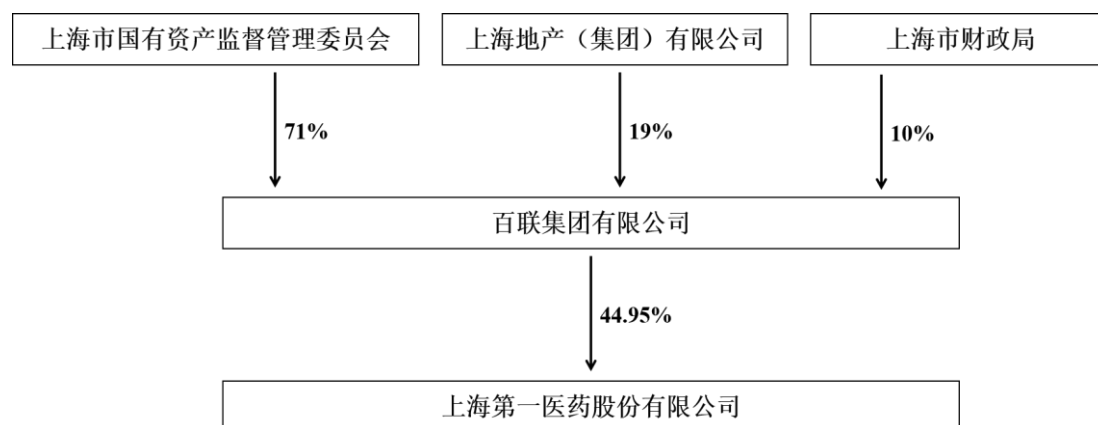 上海市国有资产监督管理委员会
上海地产（集团）有限公司
上海市财政局
71%
19%
10%
百联集团有限公司
44.95%
上海第一医药股份有限公司